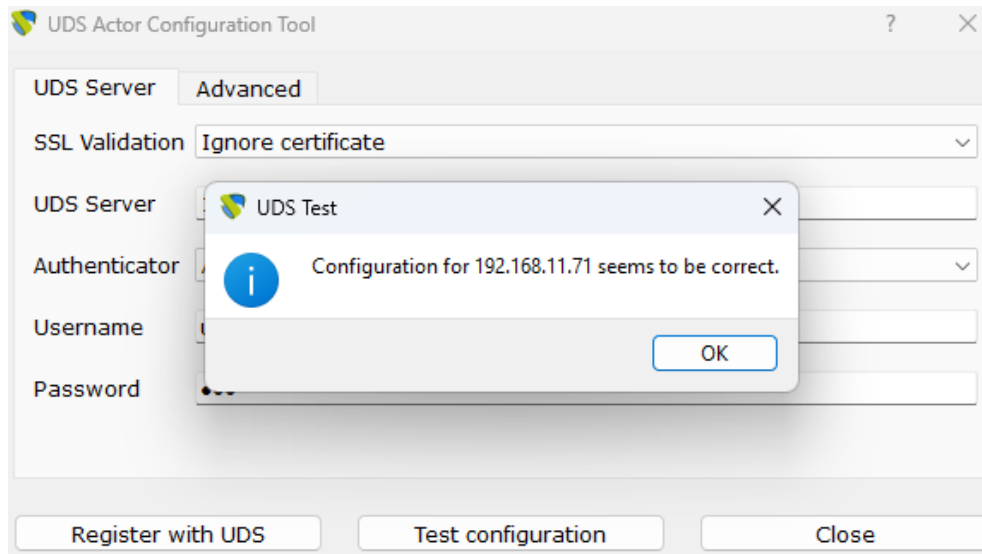 UDS Actor Configuration Tool
UDS Server
Advanced
SSL Validation Ignore certificate
UDS Server
UDS Test
Authenticator
Configuration for 192.168.11.71 seems to be correct.
Username
OK
Password
Register with UDS
Test configuration
Close